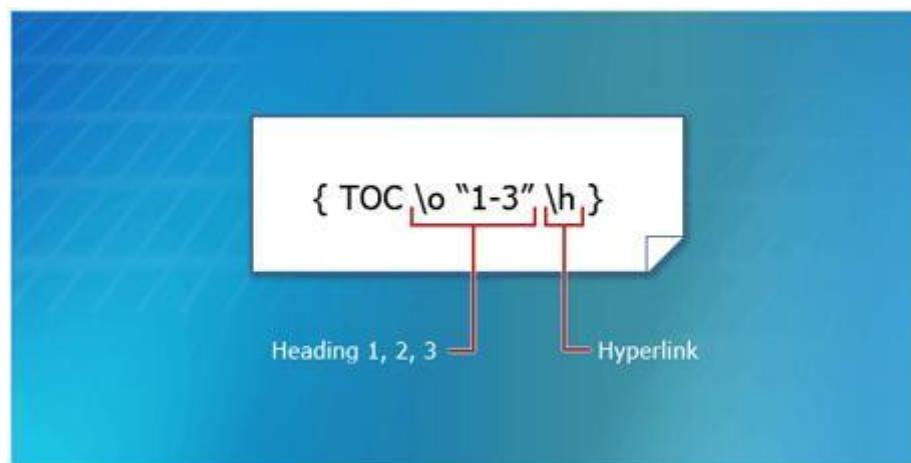 { TOC \o “1-3” \h }
Heading 1, 2, 3
Hyperlink